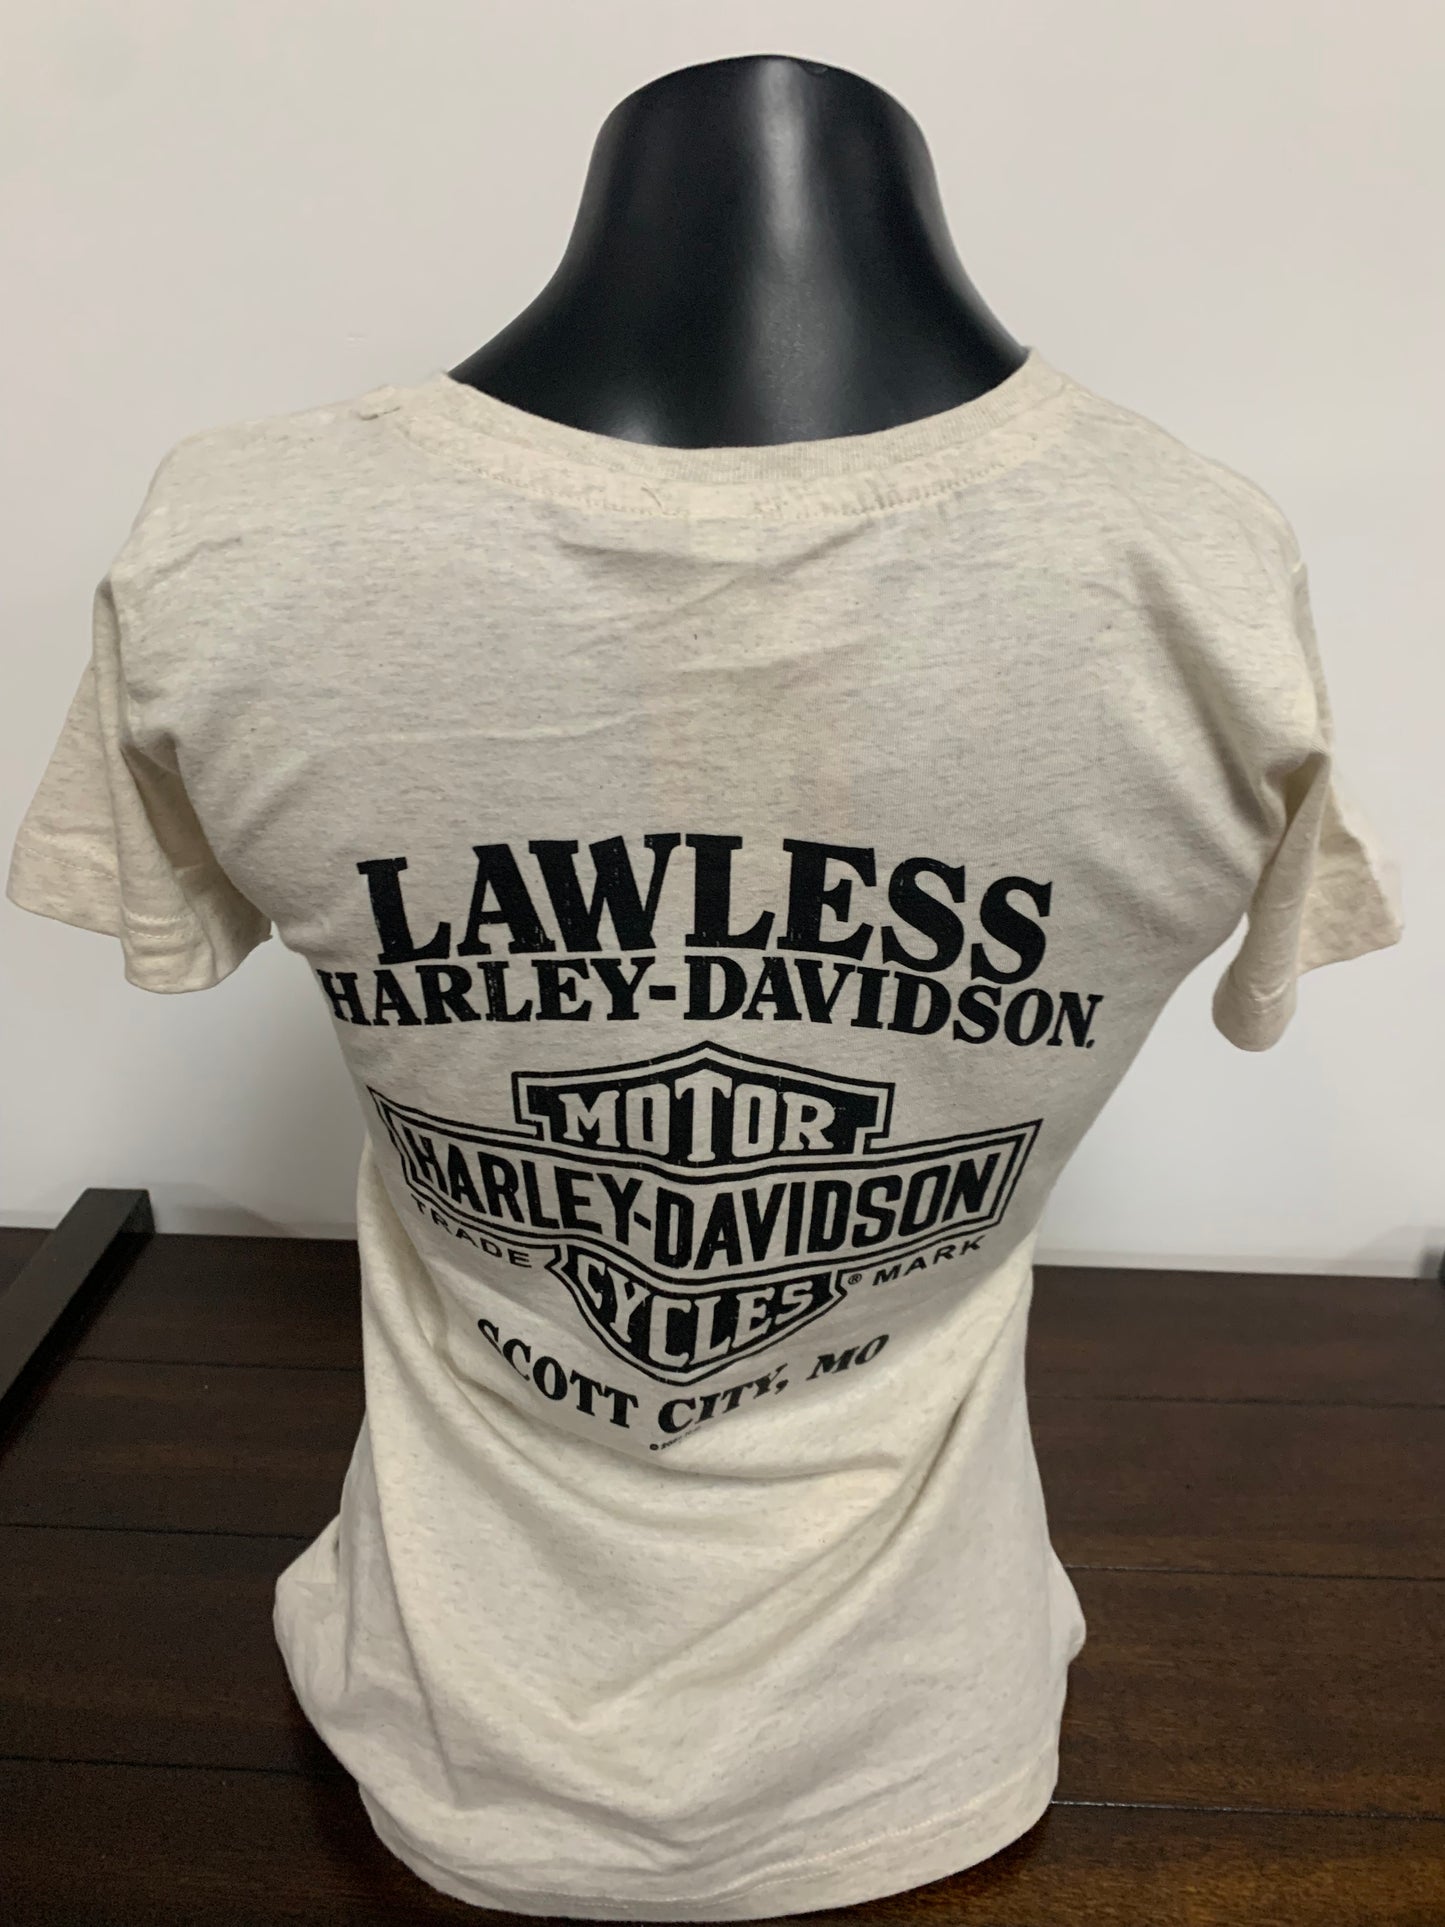 LAWLESS
HARLEY-DAVIDSON.
MOTOR
HARLEY-DAVIDSON
TRADE ® MARK
CYCLES
SCOTT CITY, MO